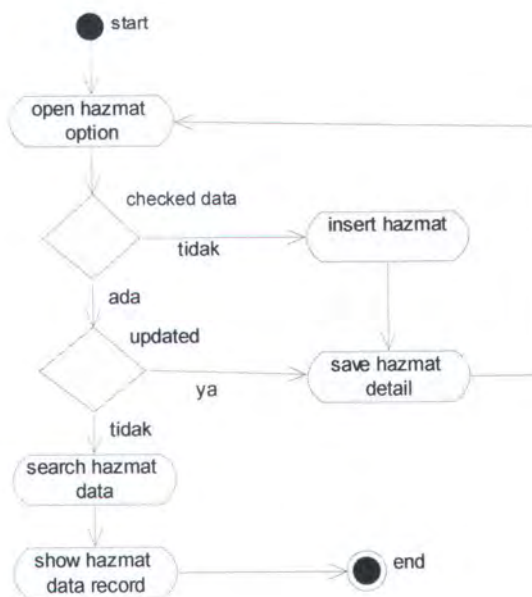 start
open hazmat
option
checked data
tidak
insert hazmat
ada
updated
ya
save hazmat
detail
tidak
search hazmat
data
show hazmat
data record
end